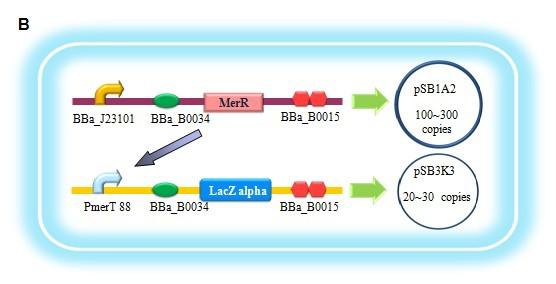 B
MerR
pSB1A2
100~300
copies
BBa_J23101
BBa_B0034
BBa_B0015
LacZ alpha
pSB3K3
20~30 copies
PmerT 88
BBa_B0034
BBa_B0015